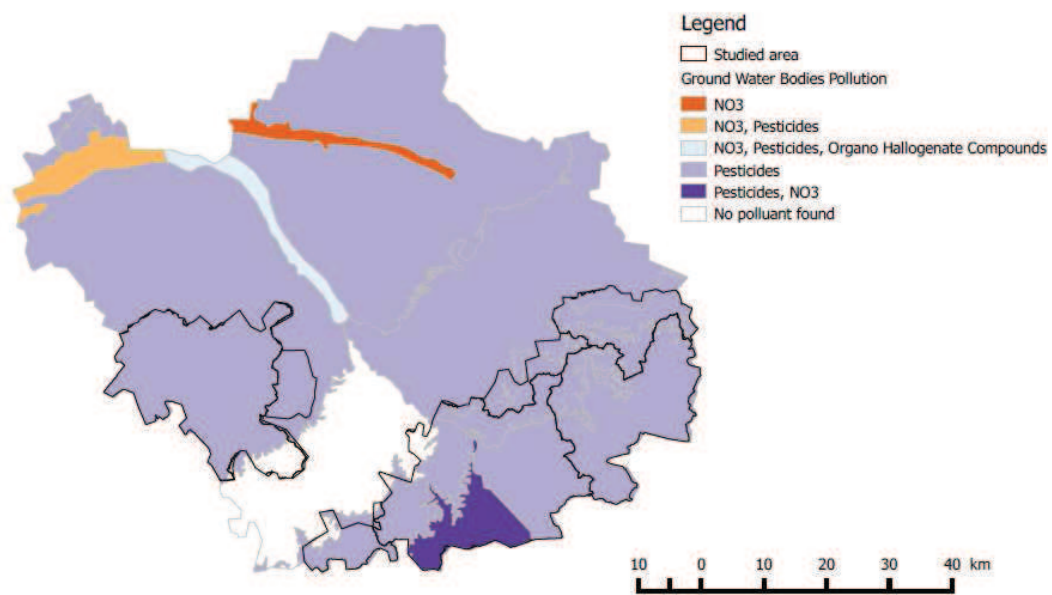 Legend
Studied area
Ground Water Bodies Pollution
NO3
NO3, Pesticides
NO3, Pesticides, Organo Hallogenate Compounds
Pesticides
Pesticides, NO3
No polluant found
10 0 10 20 30 40 km